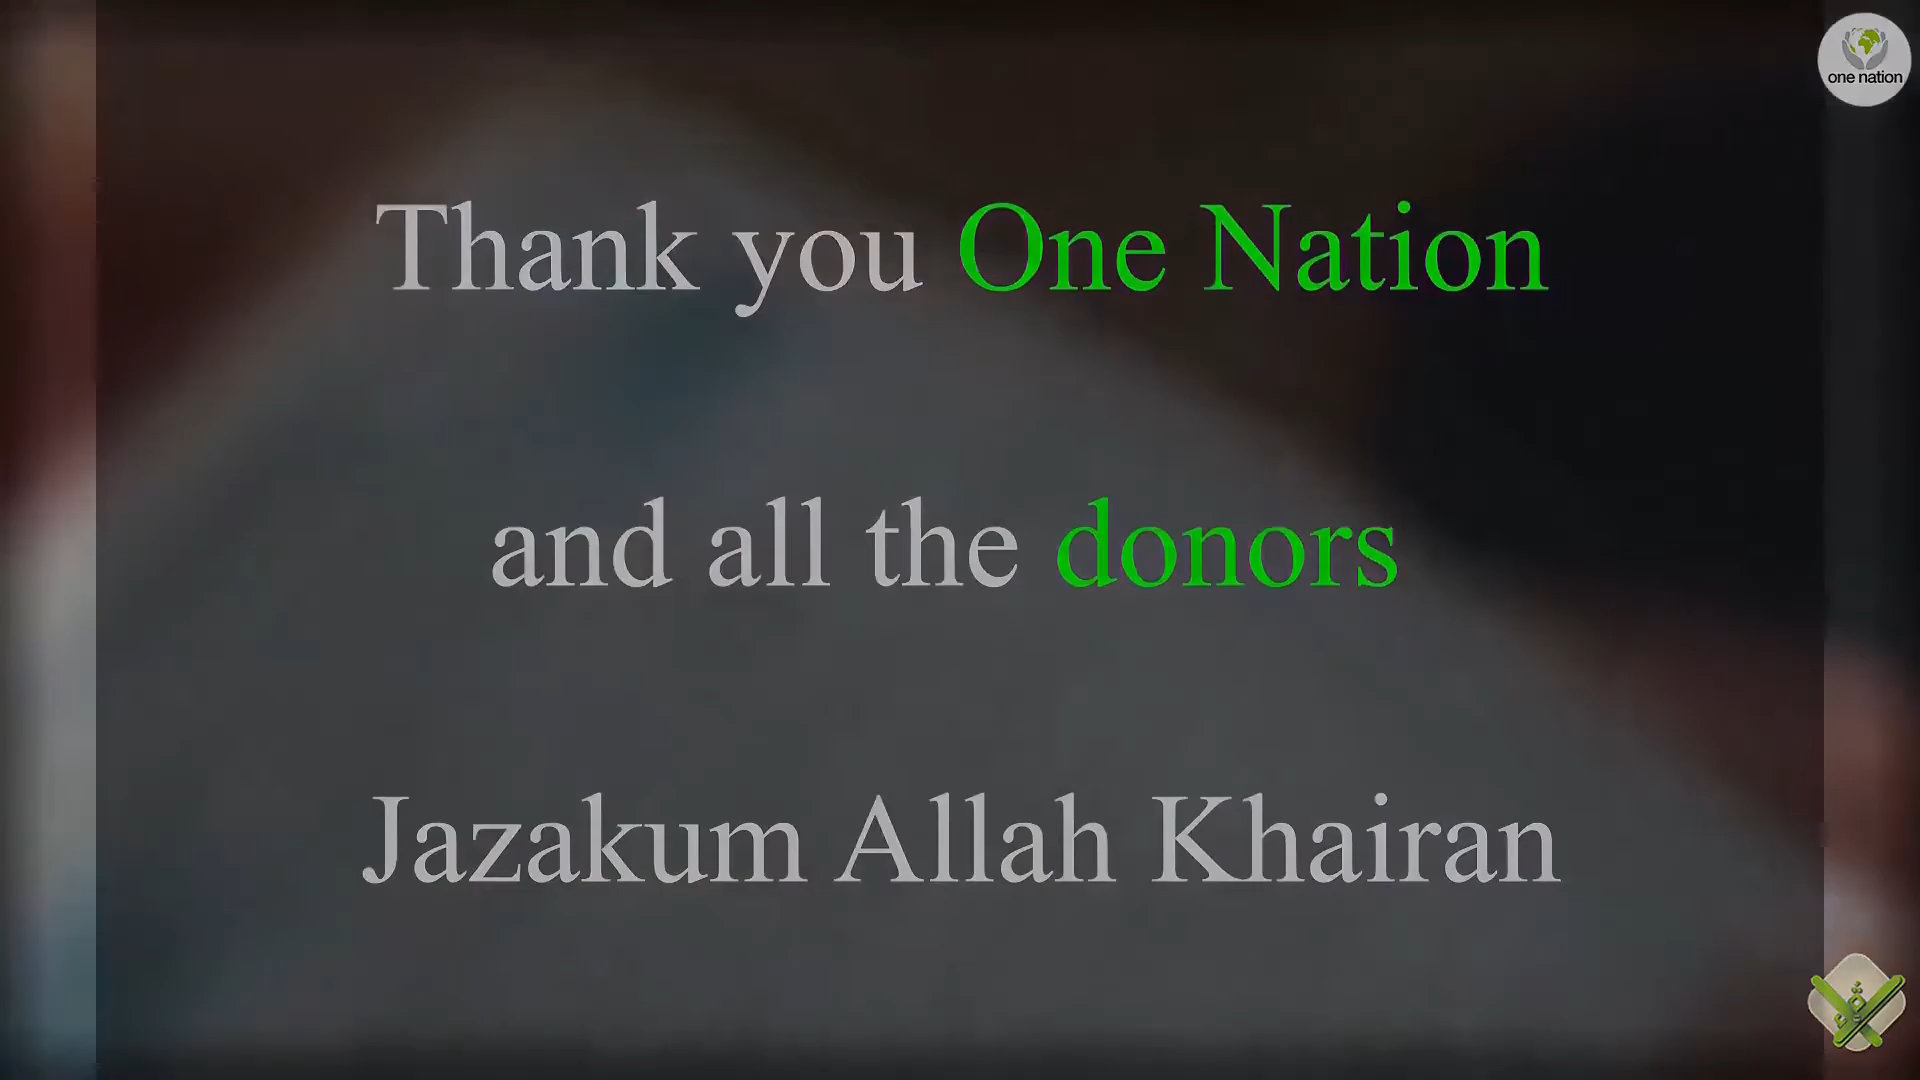 one nation
Thank you One Nation
and all the donors
Jazakum Allah Khairan